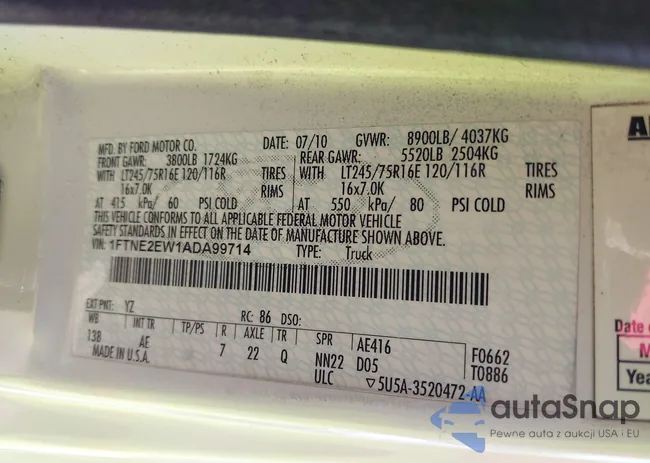 MFD. BY FORD MOTOR CO. DATE: 07/10 GVWR: 8900LB/ 4037KG
FRONT GAWR: 3800LB 1724KG REAR GAWR: 5520LB 2504KG
WITH LT245/75R16E 120/116R TIRES WITH LT245/75R16E 120/116R TIRES
16x7.0K RIMS 16x7.0K RIMS
AT 415 kPa/ 60 PSI COLD AT 550 kPa/ 80 PSI COLD
THIS VEHICLE CONFORMS TO ALL APPLICABLE FEDERAL MOTOR VEHICLE
SAFETY STANDARDS IN EFFECT ON THE DATE OF MANUFACTURE SHOWN ABOVE.
VIN: 1FTNE2EW1ADA99714 TYPE: Truck
EXT PNT: YZ RC: 86 DSO:
WB INT TR TP/PS R AXLE TR SPR AE416 F0662
138 AE 7 22 Q NN22 D05 T0886
MADE IN U.S.A. ULC ▽5U5A-3520472-AA
Date o
M
Yea
autaSnap
Pewne auta z aukcji USA i EU